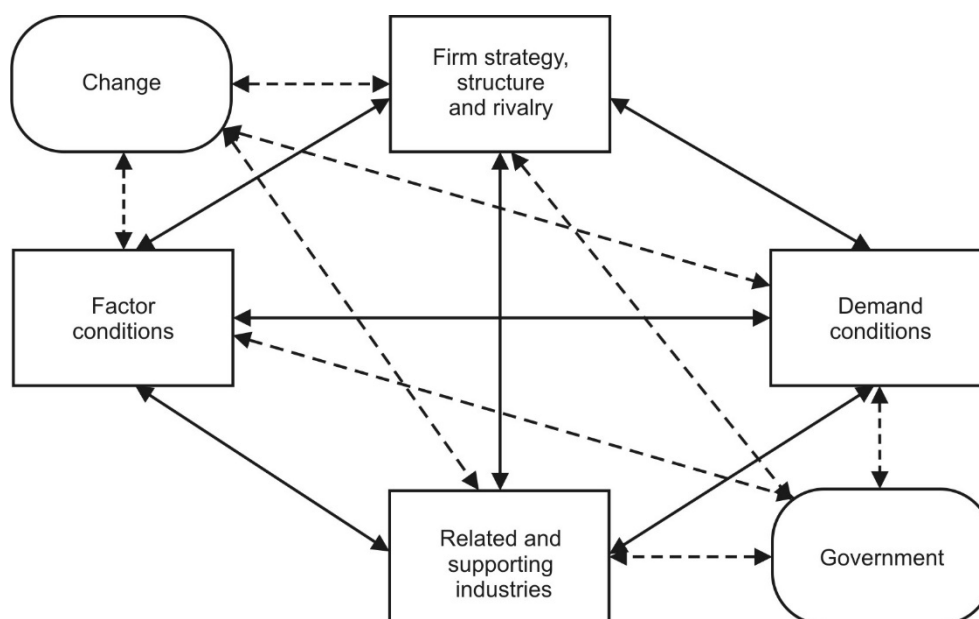 Change
Firm strategy,
structure
and rivalry
Factor
conditions
Demand
conditions
Related and
supporting
industries
Government